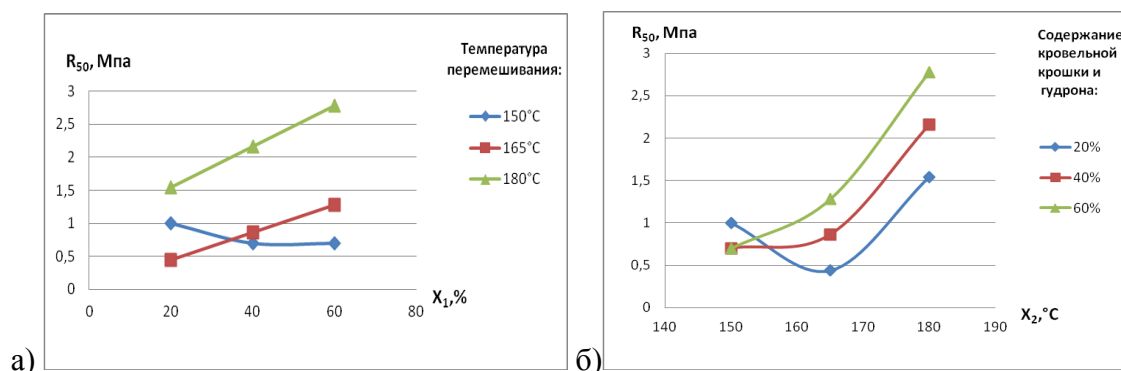 R50, Мпа
Температура
перемешивания:
3
2,5
2
1,5
1
0,5
0
0
20
40
60
80
X1,%
150°C
165°C
180°C
а)
R50, Мпа
Содержание
кровельной
крошки и
гудрона:
3
2,5
2
1,5
1
0,5
0
140
150
160
170
180
190
X2,°C
20%
40%
60%
б)